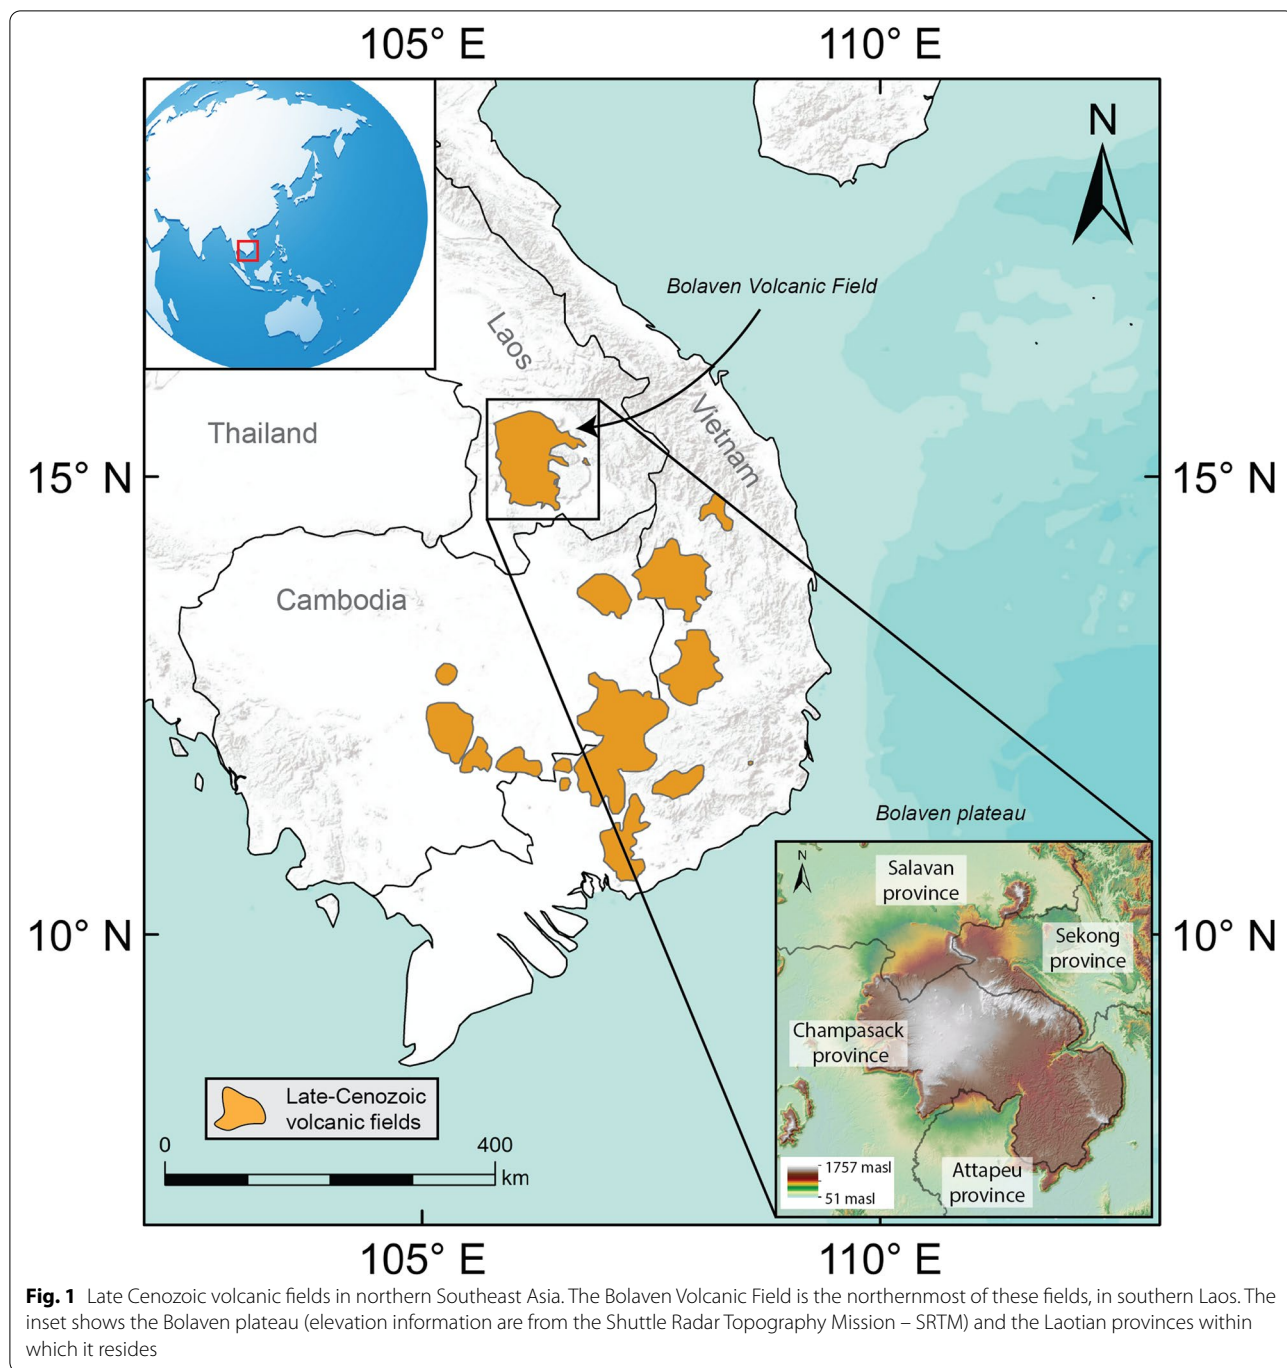 105° E
110° E
N
Bolaven Volcanic Field
Laos
Thailand
Vietnam
15° N
15° N
Cambodia
Bolaven plateau
N
Salavan
province
Sekong
province
10° N
10° N
Champasack
province
Late-Cenozoic
volcanic fields
0
400
km
1757 masl
51 masl
Attapeu
province
105° E
110° E
Fig. 1 Late Cenozoic volcanic fields in northern Southeast Asia. The Bolaven Volcanic Field is the northernmost of these fields, in southern Laos. The
inset shows the Bolaven plateau (elevation information are from the Shuttle Radar Topography Mission – SRTM) and the Laotian provinces within
which it resides